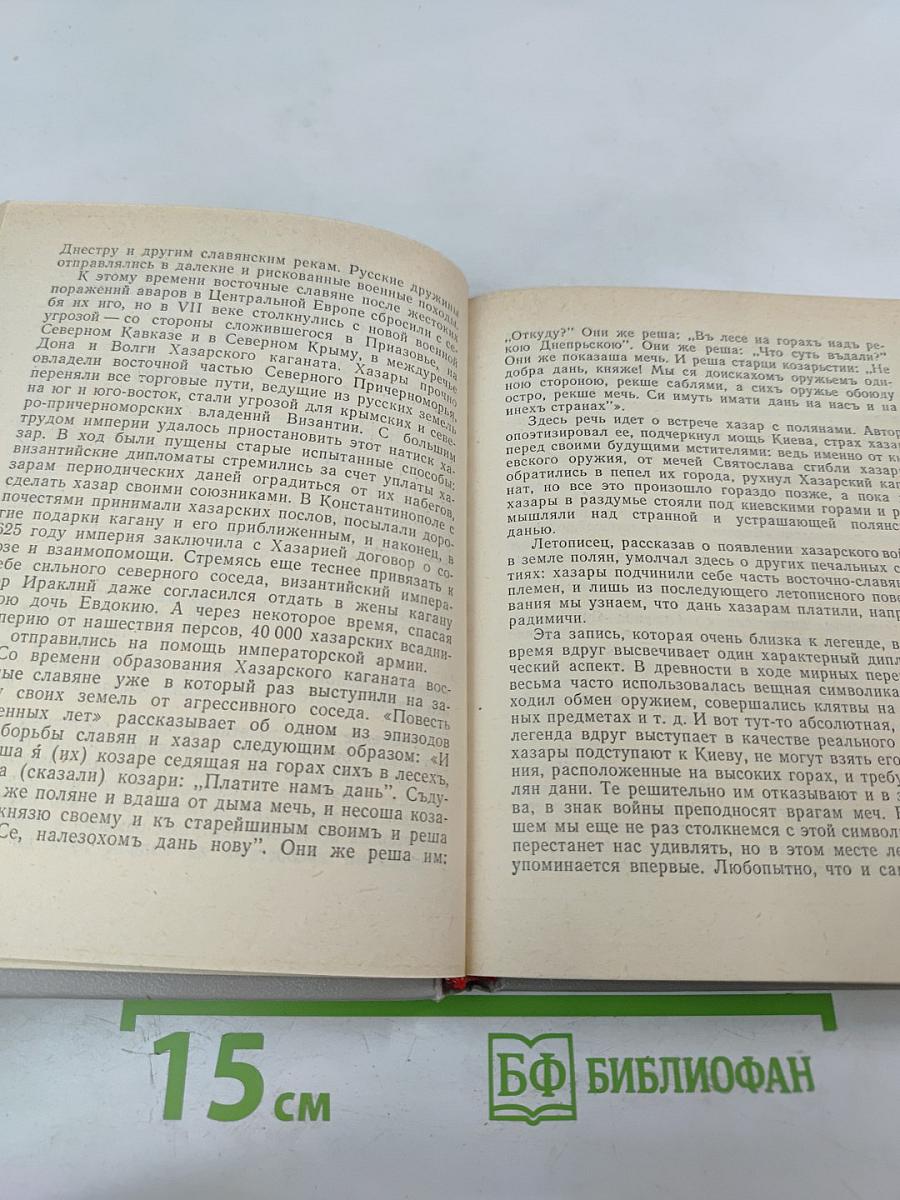 Днестру и другим славянским рекам. Русские дружины
отправлялись в далекие и рискованные военные походы.
К этому времени восточные славяне после жестоких
поражений аваров в Центральной Европе сбросили с се-
бя их иго, но в VII веке столкнулись с новой военной
угрозой — со стороны сложившегося в Приазовье, на
Северном Кавказе и в Северном Крыму, в междуречье
Дона и Волги Хазарского каганата. Хазары прочно
овладели восточной частью Северного Причерноморья,
переняли все торговые пути, ведущие из русских земель
на юг и юго-восток, стали угрозой для крымских и севе-
ро-причерноморских владений Византии. С большим
трудом империи удалось приостановить этот натиск ха-
зар. В ход были пущены старые испытанные способы:
византийские дипломаты стремились за счет уплаты ха-
зарам периодических даней оградиться от их набегов,
сделать хазар своими союзниками. В Константинополе с
почестями принимали хазарских послов, посылали доро-
гие подарки кагану и его приближенным, и наконец, в
625 году империя заключила с Хазарией договор о со-
юзе и взаимопомощи. Стремясь еще теснее привязать к
ебе сильного северного соседа, византийский импера-
ор Ираклий даже согласился отдать в жены кагану
ою дочь Евдокию. А через некоторое время, спасая
перию от нашествия персов, 40 000 хазарских всадни-
отправились на помощь императорской армии.
Со времени образования Хазарского каганата вос-
ные славяне уже в который раз выступили на за-
у своих земель от агрессивного соседа. «Повесть
енных лет» рассказывает об одном из эпизодов
борьбы славян и хазар следующим образом: «И
ша я́ (их) козаре седящая на горах сихъ в лесехъ,
а (сказали) козари: „Платите намъ дань”. Съду-
же поляне и вдаша от дыма мечь, и несоша коза-
князю своему и къ старейшиным своимъ и реша
Се, налезохомъ дань нову”. Они же реша им:
„Откуду?” Они же реша: „Въ лесе на горахъ надъ ре-
кою Днепрьскою”. Они же реша: „Что суть въдали?”
Они же показаша мечь. И реша старци козарьстии: „Не
добра дань, княже! Мы ся доискахомъ оружьемъ оди-
ною стороною, рекше саблями, а сихъ оружье обоюду
остро, рекше мечь. Си имуть имати дань на насъ и на
инехъ странах”».
Здесь речь идет о встрече хазар с полянами. Автор
опоэтизировал ее, подчеркнул мощь Киева, страх хазар
перед своими будущими мстителями: ведь именно от ки
евского оружия, от мечей Святослава сгибли хазары
обратились в пепел их города, рухнул Хазарский кага
нат, но все это произошло гораздо позже, а пока
хазары в раздумье стояли под киевскими горами и р
мышляли над странной и устрашающей полянск
данью.
Летописец, рассказав о появлении хазарского вой
в земле полян, умолчал здесь о других печальных с
тиях: хазары подчинили себе часть восточно-славян
племен, и лишь из последующего летописного пове
вания мы узнаем, что дань хазарам платили, напр
радимичи.
Эта запись, которая очень близка к легенде, в
время вдруг высвечивает один характерный дипл
ческий аспект. В древности в ходе мирных пере
весьма часто использовалась вещная символика
ходил обмен оружием, совершались клятвы на
ных предметах и т. д. И вот тут-то абсолютная,
легенда вдруг выступает в качестве реального
хазары подступают к Киеву, не могут взять его
ния, расположенные на высоких горах, и требу
лян дани. Те решительно им отказывают и в з
ва, в знак войны преподносят врагам меч.
шем мы еще не раз столкнемся с этой символ
перестанет нас удивлять, но в этом месте ле
упоминается впервые. Любопытно, что и са
15 см
БФ БИБЛИОФАН